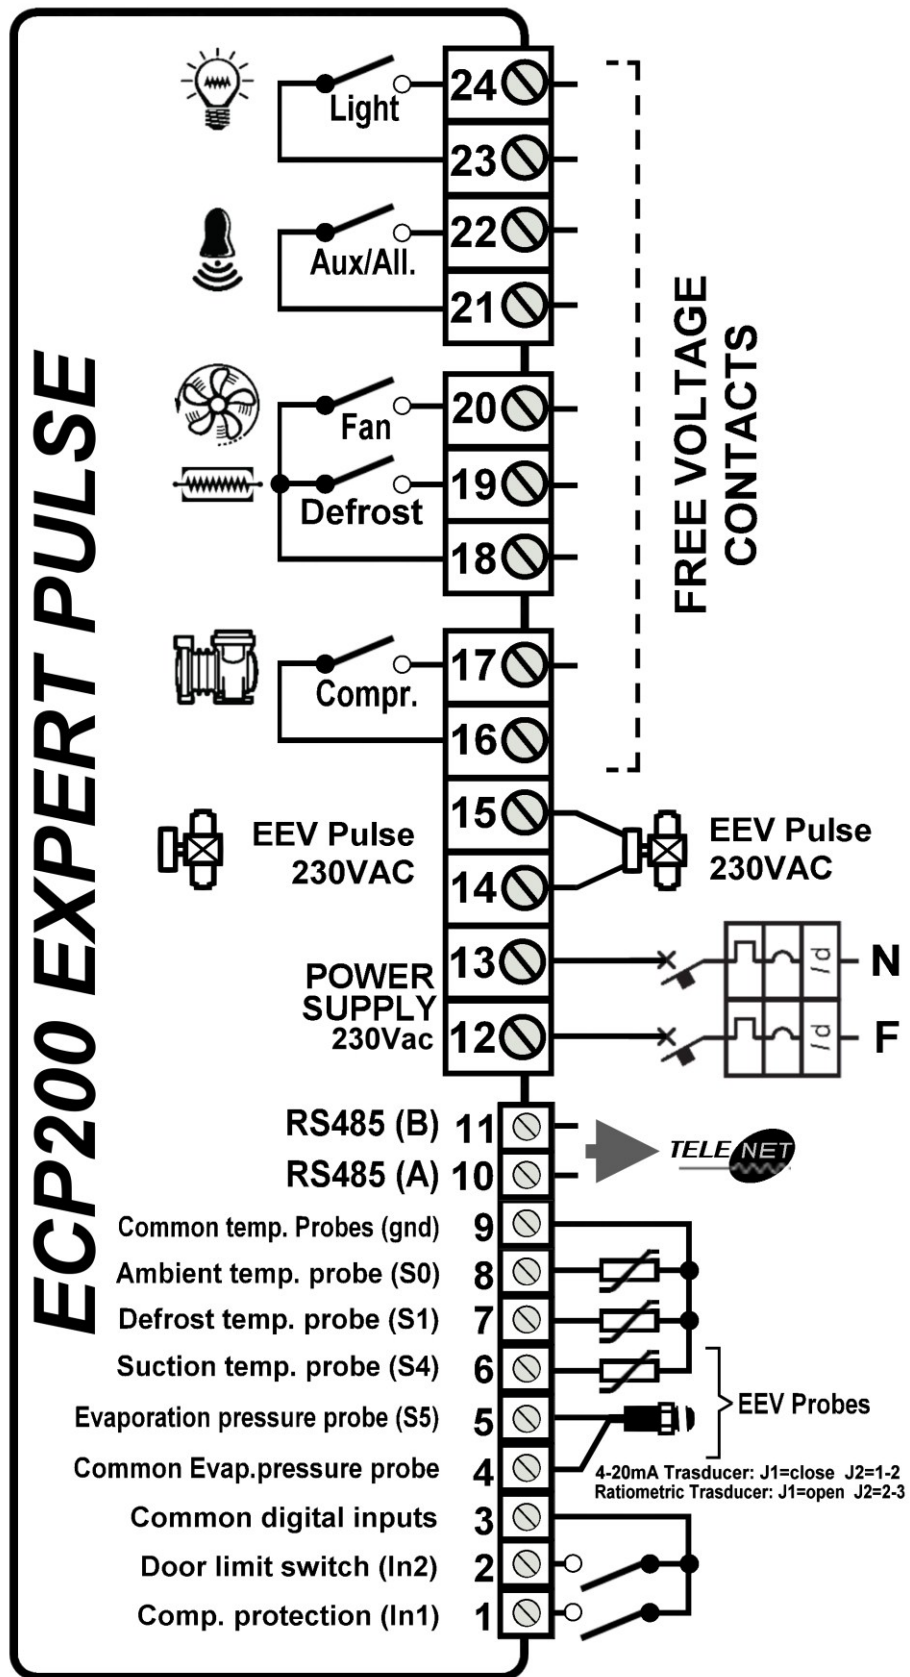 ECP200 EXPERT PULSE
24
Light
23
22
Aux/All.
21
20
Fan
19
Defrost
18
17
Compr.
16
FREE VOLTAGE
CONTACTS
15
EEV Pulse
230VAC
14
EEV Pulse
230VAC
13
POWER
SUPPLY
230Vac
12
Id
N
Id
F
RS485 (B) 11
RS485 (A) 10
TELE NET
Common temp. Probes (gnd) 9
Ambient temp. probe (S0) 8
Defrost temp. probe (S1) 7
Suction temp. probe (S4) 6
EEV Probes
Evaporation pressure probe (S5) 5
Common Evap.pressure probe 4
4-20mA Trasducer: J1=close J2=1-2
Ratiometric Trasducer: J1=open J2=2-3
Common digital inputs 3
Door limit switch (In2) 2
Comp. protection (In1) 1